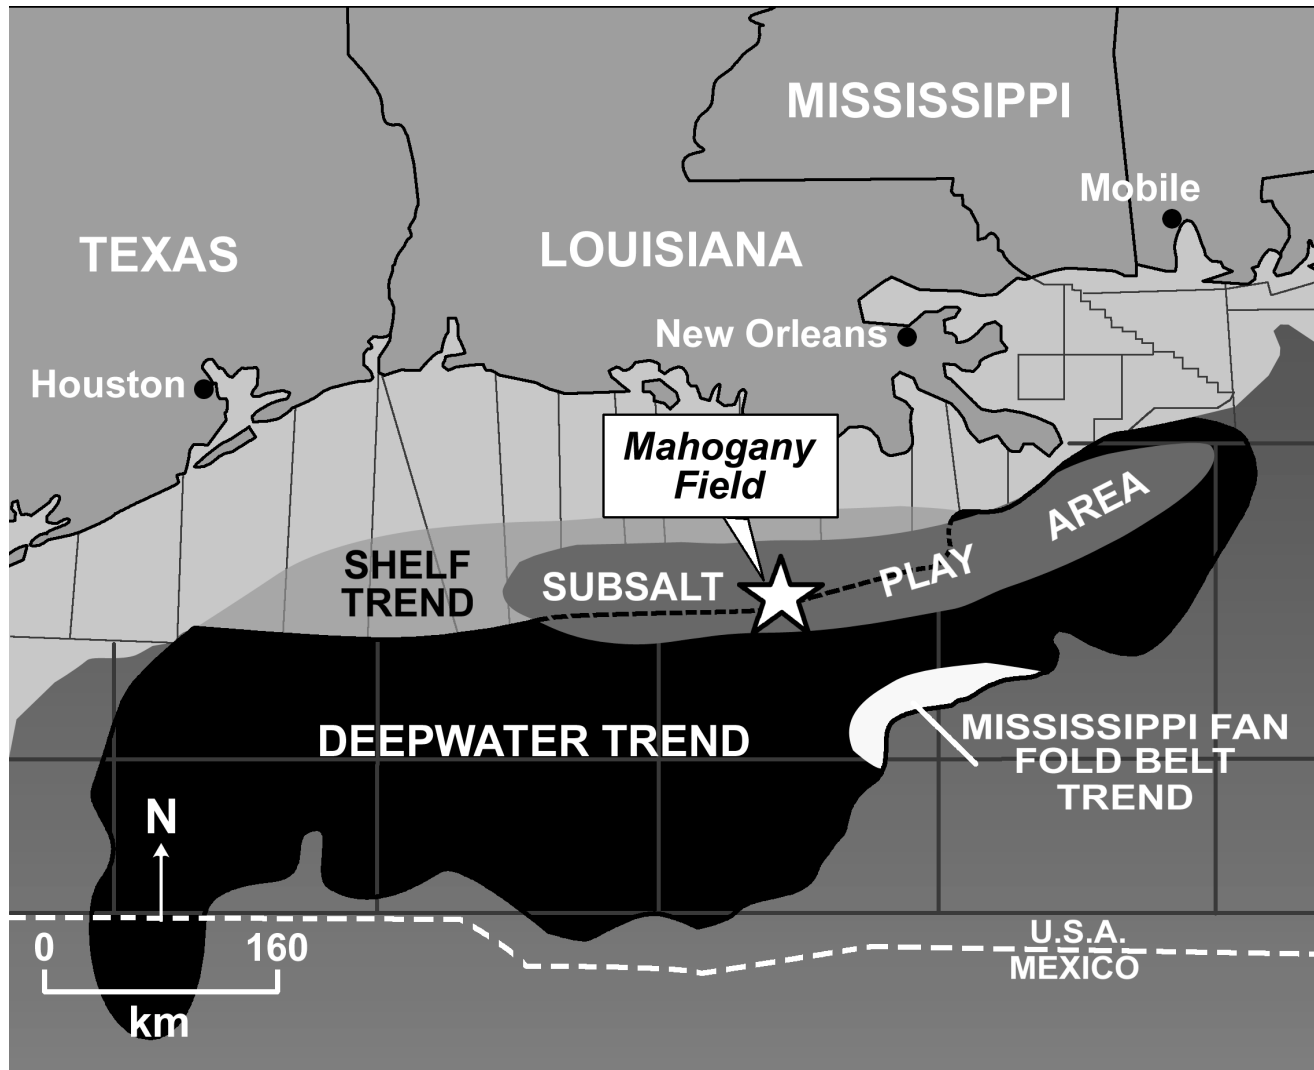 MISSISSIPPI
Mobile
TEXAS
LOUISIANA
New Orleans
Houston
Mahogany
Field
SHELF
TREND
SUBSALT
PLAY
AREA
DEEPWATER TREND
MISSISSIPPI FAN
FOLD BELT
TREND
N
0 160
km
U.S.A.
MEXICO